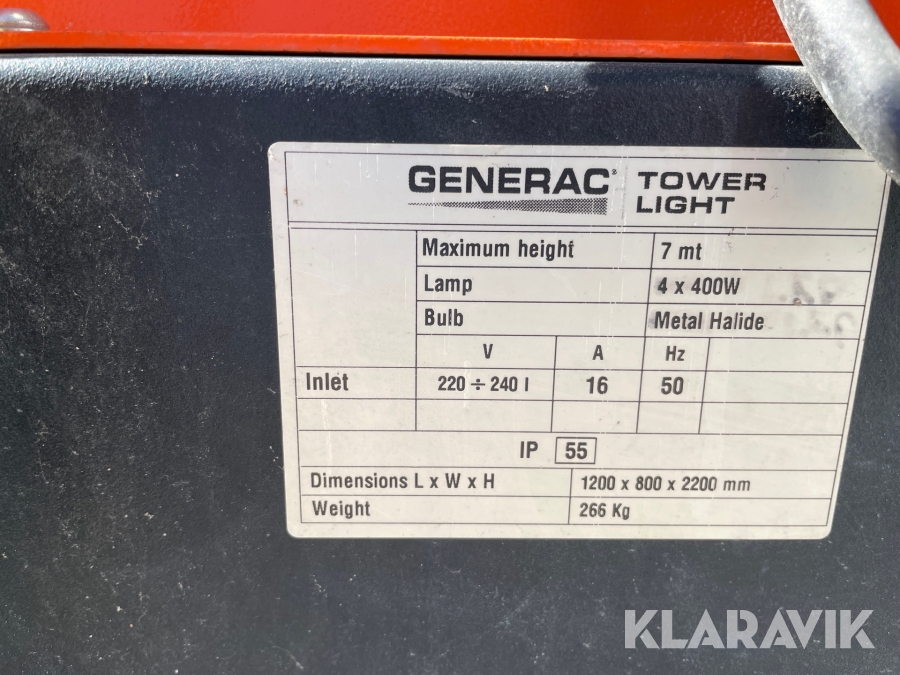 GENERAC TOWER LIGHT
Maximum height 7 mt
Lamp 4 x 400W
Bulb Metal Halide
V A Hz
Inlet 220 ÷ 240 I 16 50
IP 55
Dimensions L x W x H 1200 x 800 x 2200 mm
Weight 266 Kg
KLARAVIK